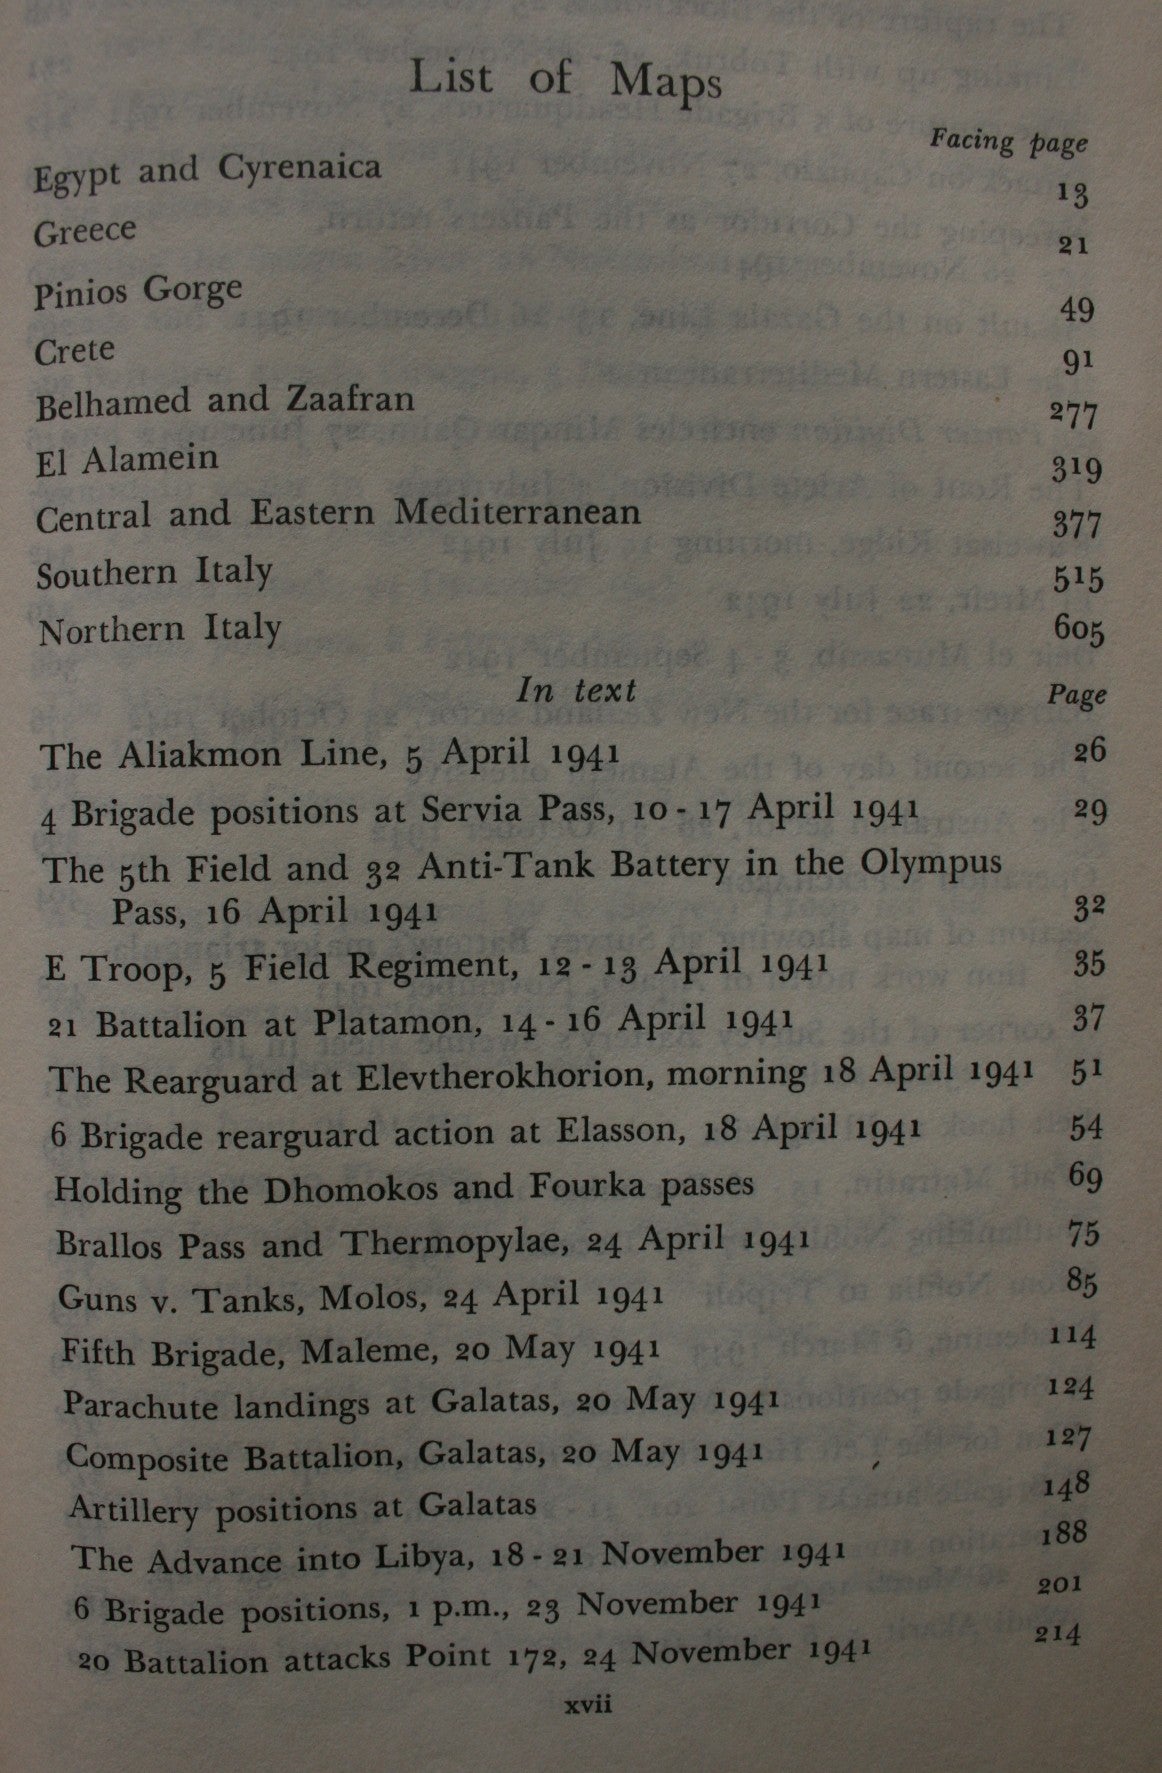 List of Maps
Facing page
Egypt and Cyrenaica 13
Greece 21
Pinios Gorge 49
Crete 91
Belhamed and Zaafran 277
El Alamein 319
Central and Eastern Mediterranean 377
Southern Italy 515
Northern Italy 605
In text Page
The Aliakmon Line, 5 April 1941 26
4 Brigade positions at Servia Pass, 10 - 17 April 1941 29
The 5th Field and 32 Anti-Tank Battery in the Olympus
Pass, 16 April 1941 32
E Troop, 5 Field Regiment, 12 - 13 April 1941 35
21 Battalion at Platamon, 14 - 16 April 1941 37
The Rearguard at Elevtherokhorion, morning 18 April 1941 51
6 Brigade rearguard action at Elasson, 18 April 1941 54
Holding the Dhomokos and Fourka passes 69
Brallos Pass and Thermopylae, 24 April 1941 75
Guns v. Tanks, Molos, 24 April 1941 85
Fifth Brigade, Maleme, 20 May 1941 114
Parachute landings at Galatas, 20 May 1941 124
Composite Battalion, Galatas, 20 May 1941 127
Artillery positions at Galatas 148
The Advance into Libya, 18 - 21 November 1941 188
6 Brigade positions, 1 p.m., 23 November 1941 201
20 Battalion attacks Point 172, 24 November 1941 214
xvii